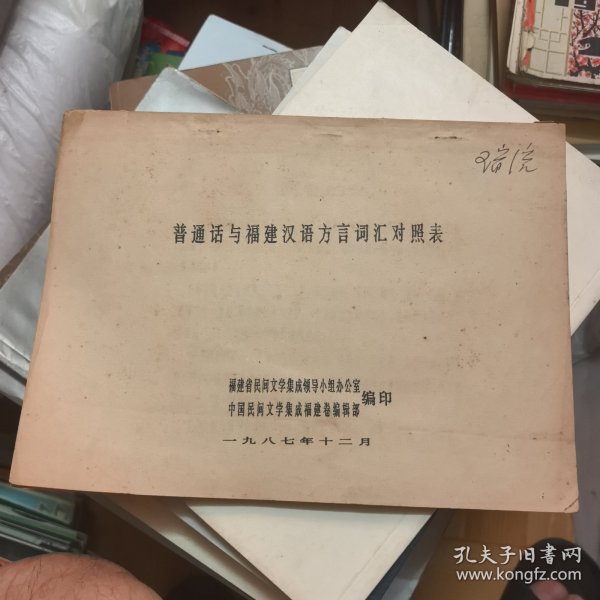 普通话与福建汉语方言词汇对照表
福建省民间文学集成领导小组办公室
中国民间文学集成福建卷编辑部
编印
一九八七年十二月
孔夫子旧书网
www.kongfz.com